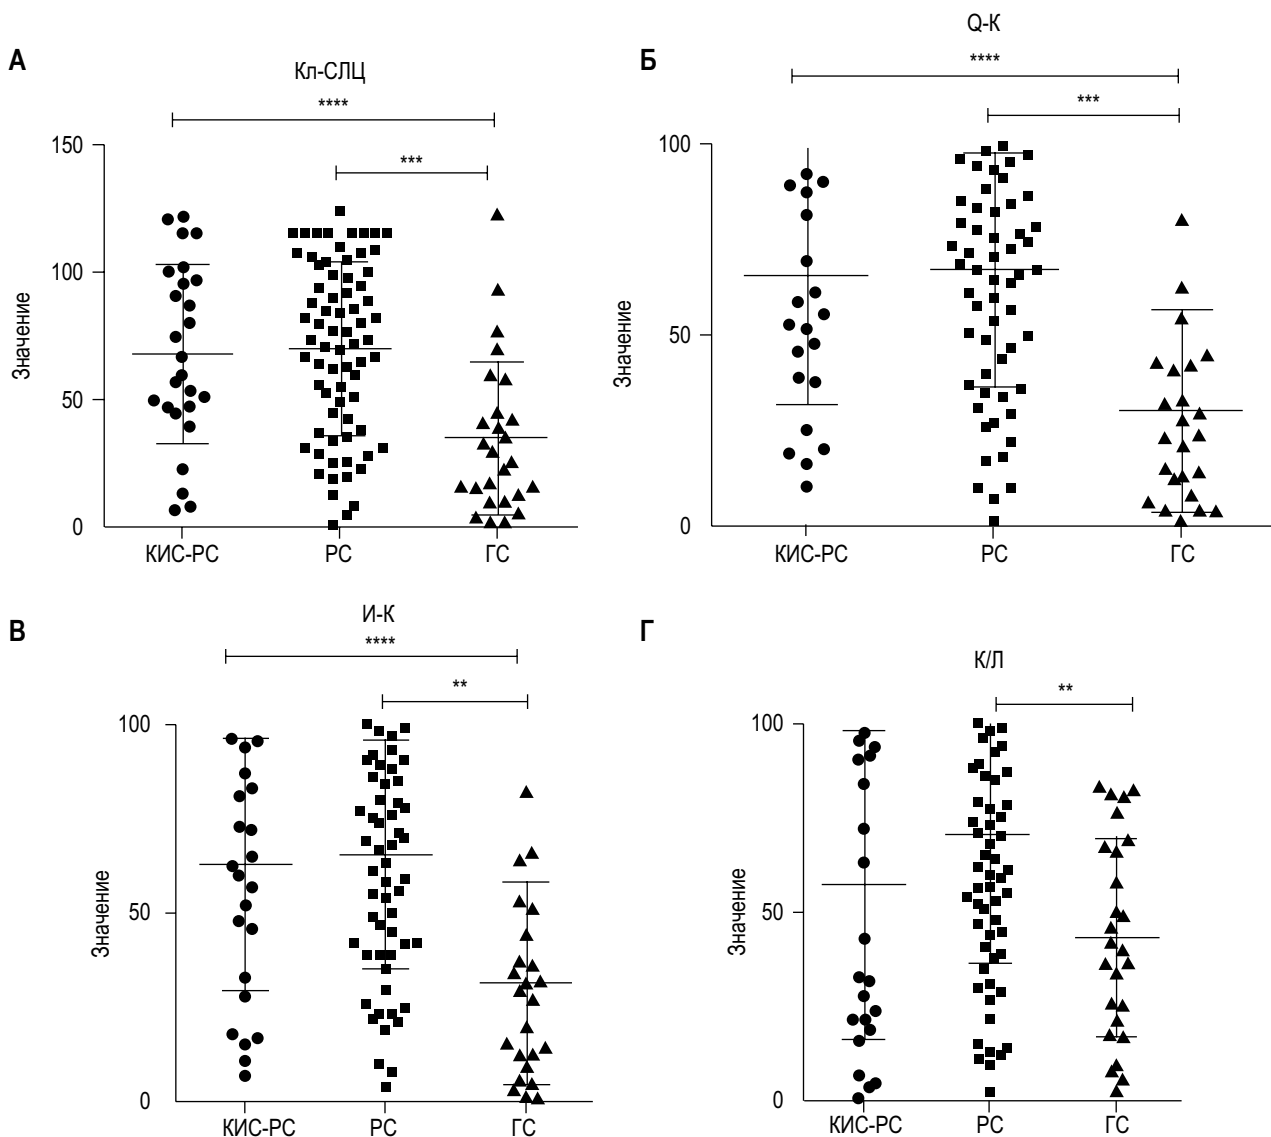 А
Кл-СЛЦ
****
***
Значение
150
100
50
0
КИС-РС
РС
ГС
Б
Q-К
****
***
Значение
100
50
0
КИС-РС
РС
ГС
В
И-К
****
**
Значение
100
50
0
КИС-РС
РС
ГС
Г
К/Л
**
Значение
100
50
0
КИС-РС
РС
ГС